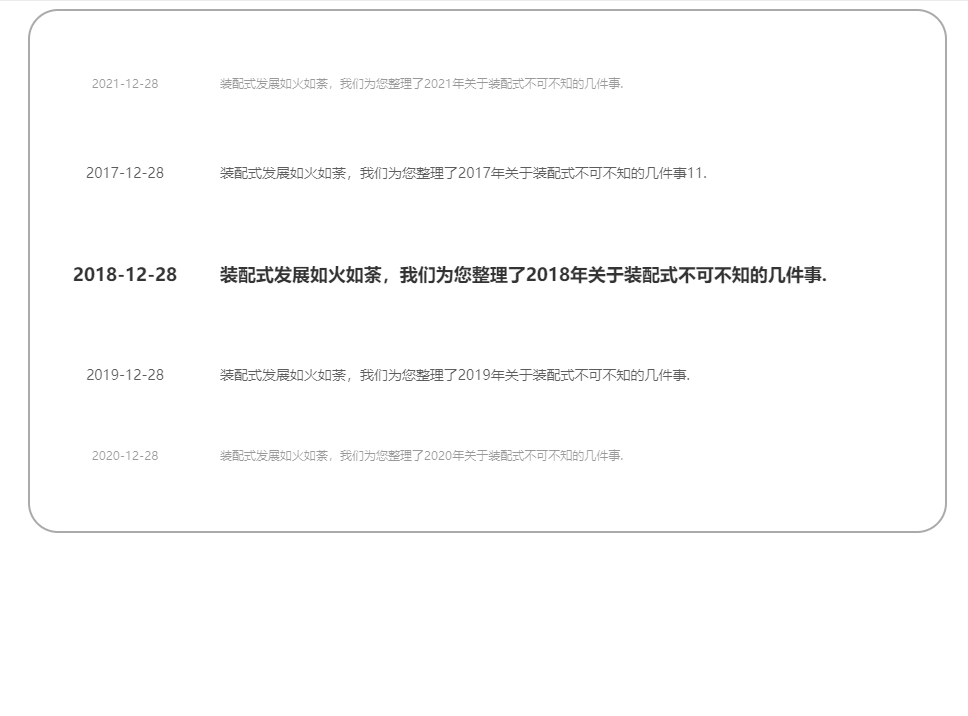 2021-12-28 装配式发展如火如荼，我们为您整理了2021年关于装配式不可不知的几件事.
2017-12-28 装配式发展如火如荼，我们为您整理了2017年关于装配式不可不知的几件事11.
2018-12-28 装配式发展如火如荼，我们为您整理了2018年关于装配式不可不知的几件事.
2019-12-28 装配式发展如火如荼，我们为您整理了2019年关于装配式不可不知的几件事.
2020-12-28 装配式发展如火如荼，我们为您整理了2020年关于装配式不可不知的几件事.